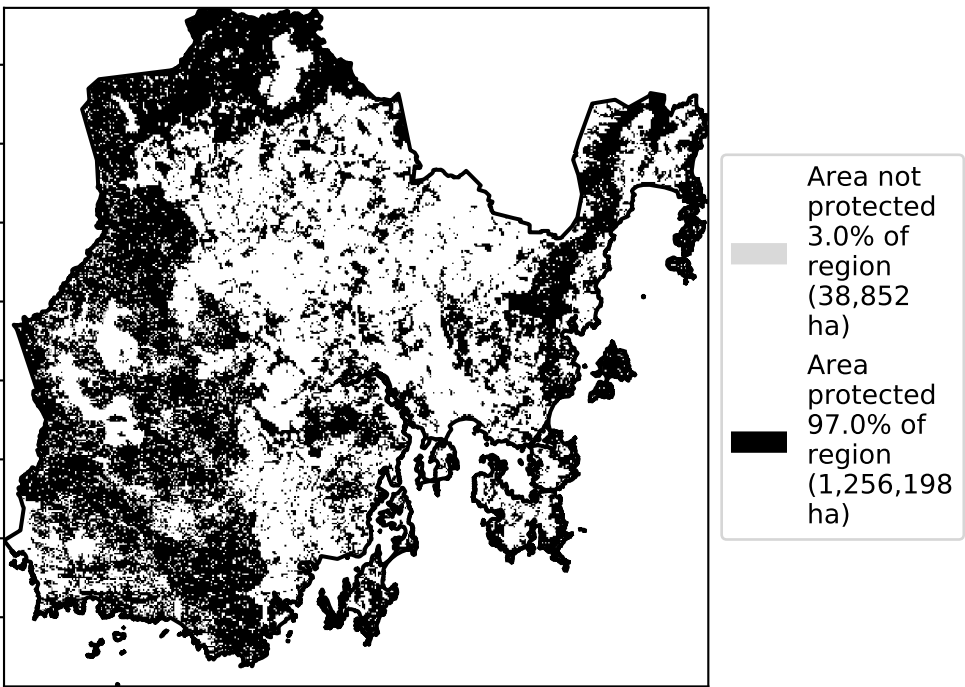 Area not
protected
3.0% of
region
(38,852
ha)
Area
protected
97.0% of
region
(1,256,198
ha)